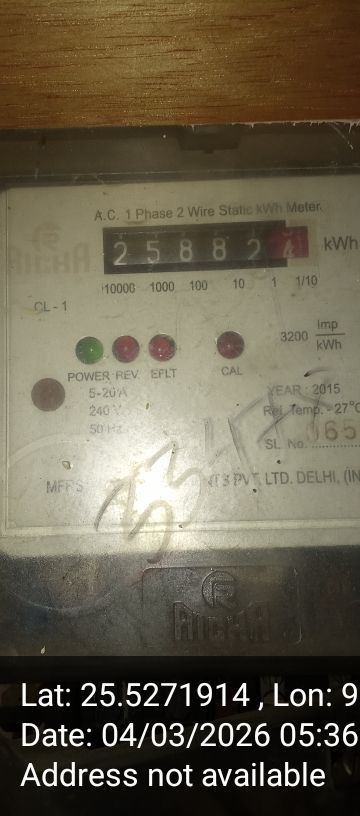 A.C. 1 Phase 2 Wire Static kWh Meter
2 5 8 8 2 4 kWh
10000 1000 100 10 1 1/10
CL - 1
3200 Imp/kWh
POWER REV. EFLT CAL
5-20 A
240 V
50 Hz
YEAR : 2015
Ref. Temp. - 27°C
SL. No. 065
PVT. LTD. DELHI, (IN
Lat: 25.5271914 , Lon: 9
Date: 04/03/2026 05:36
Address not available